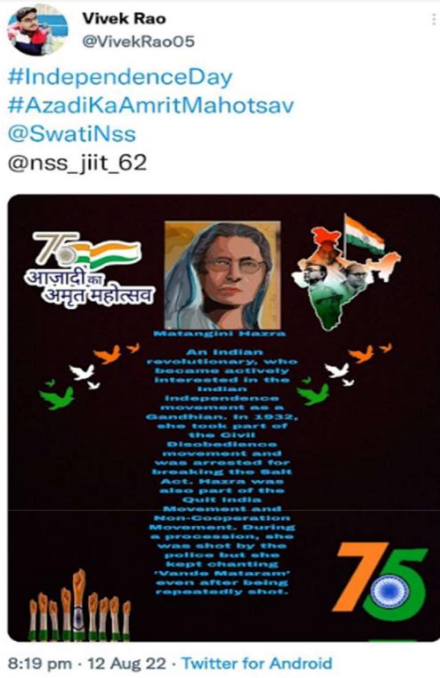 Vivek Rao
@VivekRao05
#IndependenceDay
#AzadiKaAmritMahotsav
@SwatiNss
@nss_jiit_62
75
आज़ादी का
अमृत महोत्सव
Matangini Hazra
An Indian
revolutionary, who
became actively
interested in the
Indian
independence
movement as a
Gandhian. In 1932,
she took part of
the Civil
Disobedience
movement and
was arrested for
breaking the Salt
Act. Hazra was
also part of the
Quit India
Movement and
Non-Cooperation
Movement. During
a procession, she
was shot by the
police but she
kept chanting
"Vande Mataram"
even after being
repeatedly shot.
75
8:19 pm · 12 Aug 22 · Twitter for Android